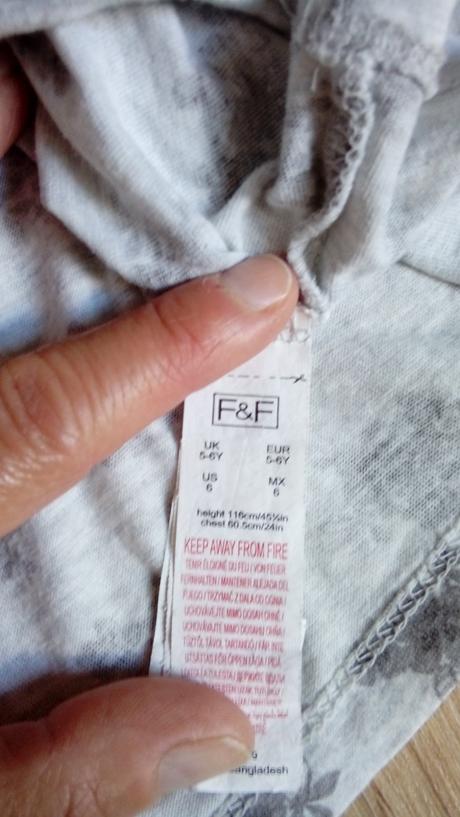 F&F
UK EUR
5-6Y 5-6Y
US MX
6 6
height 116cm/45½in
chest 60.5cm/24in
KEEP AWAY FROM FIRE
TENIR ÉLOIGNÉ DU FEU / VON FEUER
FERNHALTEN / MANTENER ALEJADA DEL
FUEGO / TRZYMAĆ Z DALA OD OGNIA /
UCHOVÁVEJTE MIMO DOSAH OHNĚ /
UCHOVÁVAJTE MIMO DOSAHU OHŇA /
TŰZTŐL TÁVOL TARTANDÓ / FÅR INTE
UTSÄTTAS FÖR ÖPPEN ELD
Bangladesh